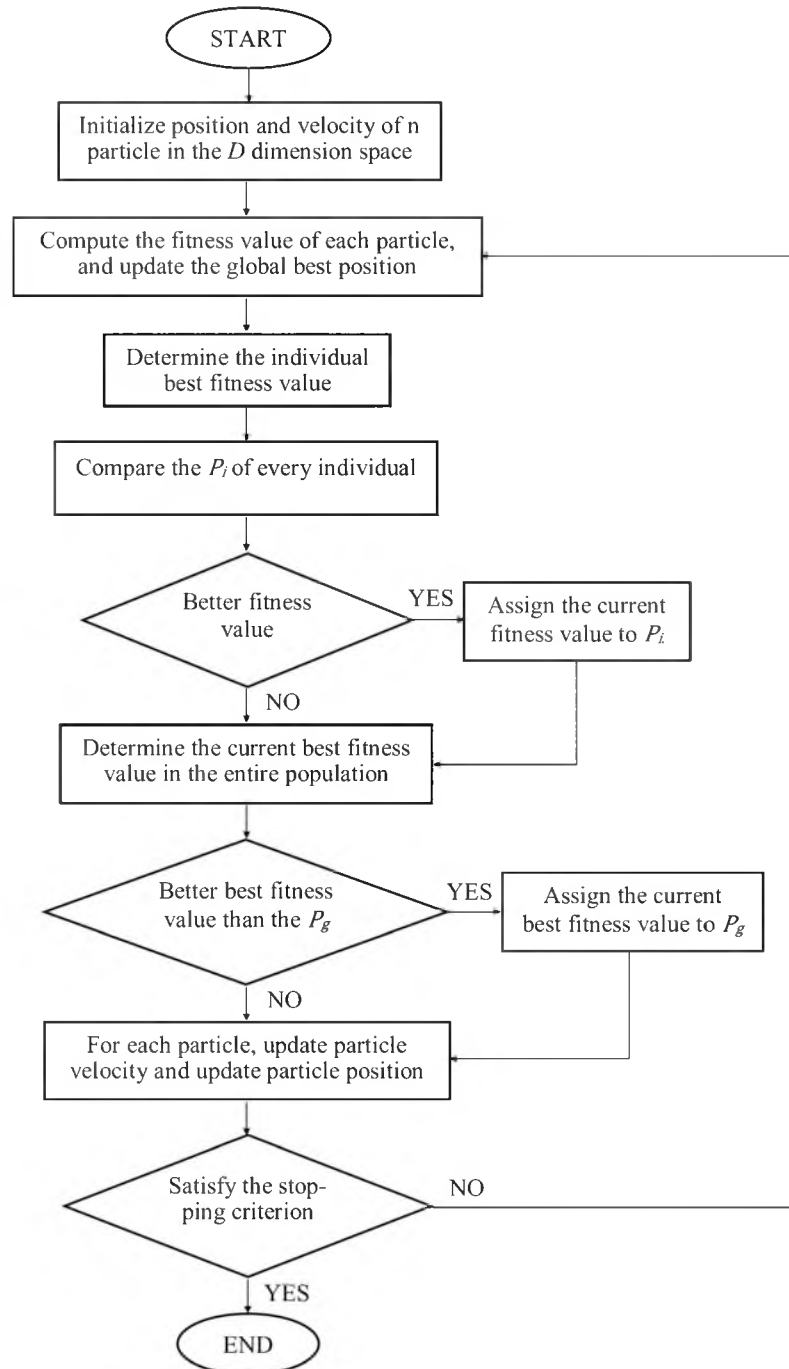 START
Initialize position and velocity of n
particle in the D dimension space
Compute the fitness value of each particle,
and update the global best position
Determine the individual
best fitness value
Compare the Pi of every individual
Better fitness
value
YES
Assign the current
fitness value to Pi.
NO
Determine the current best fitness
value in the entire population
Better best fitness
value than the Pg
YES
Assign the current
best fitness value to Pg
NO
For each particle, update particle
velocity and update particle position
Satisfy the stop-
ping criterion
NO
YES
END